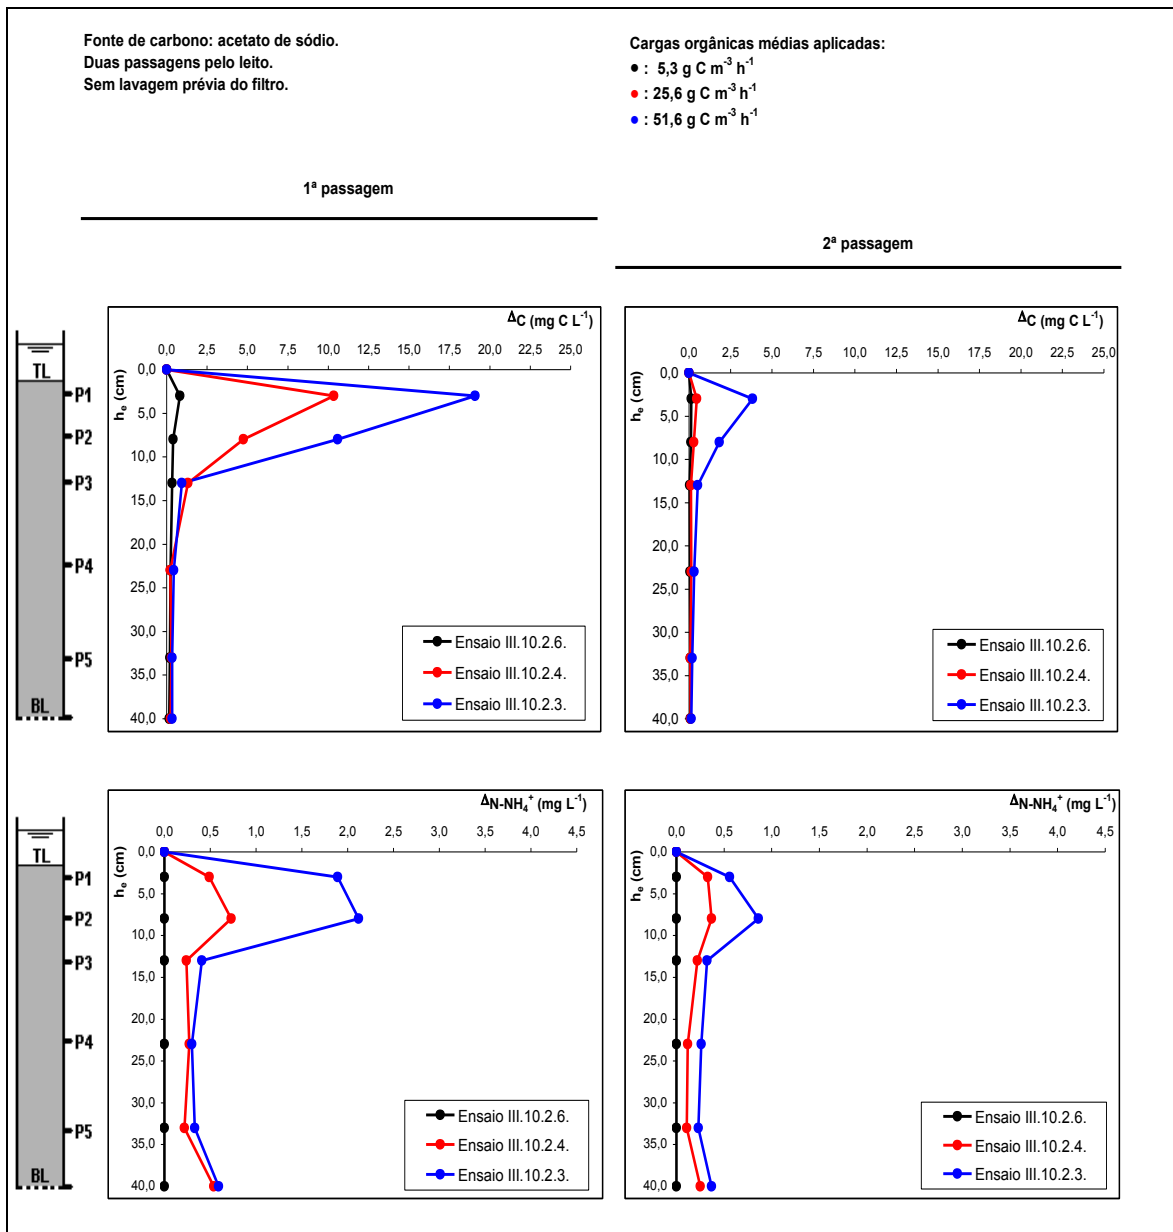 Fonte de carbono: acetato de sódio.
Duas passagens pelo leito.
Sem lavagem prévia do filtro.
Cargas orgânicas médias aplicadas:
● : 5,3 g C m⁻³ h⁻¹
● : 25,6 g C m⁻³ h⁻¹
● : 51,6 g C m⁻³ h⁻¹
1ª passagem
2ª passagem
TL
P1
P2
P3
P4
P5
BL
ΔC (mg C L⁻¹)
0,0 2,5 5,0 7,5 10,0 12,5 15,0 17,5 20,0 22,5 25,0
hₑ (cm)
0,0
5,0
10,0
15,0
20,0
25,0
30,0
35,0
40,0
Ensaio III.10.2.6.
Ensaio III.10.2.4.
Ensaio III.10.2.3.
ΔC (mg C L⁻¹)
0,0 2,5 5,0 7,5 10,0 12,5 15,0 17,5 20,0 22,5 25,0
hₑ (cm)
0,0
5,0
10,0
15,0
20,0
25,0
30,0
35,0
40,0
Ensaio III.10.2.6.
Ensaio III.10.2.4.
Ensaio III.10.2.3.
TL
P1
P2
P3
P4
P5
BL
ΔN-NH₄⁺ (mg L⁻¹)
0,0 0,5 1,0 1,5 2,0 2,5 3,0 3,5 4,0 4,5
hₑ (cm)
0,0
5,0
10,0
15,0
20,0
25,0
30,0
35,0
40,0
Ensaio III.10.2.6.
Ensaio III.10.2.4.
Ensaio III.10.2.3.
ΔN-NH₄⁺ (mg L⁻¹)
0,0 0,5 1,0 1,5 2,0 2,5 3,0 3,5 4,0 4,5
hₑ (cm)
0,0
5,0
10,0
15,0
20,0
25,0
30,0
35,0
40,0
Ensaio III.10.2.6.
Ensaio III.10.2.4.
Ensaio III.10.2.3.